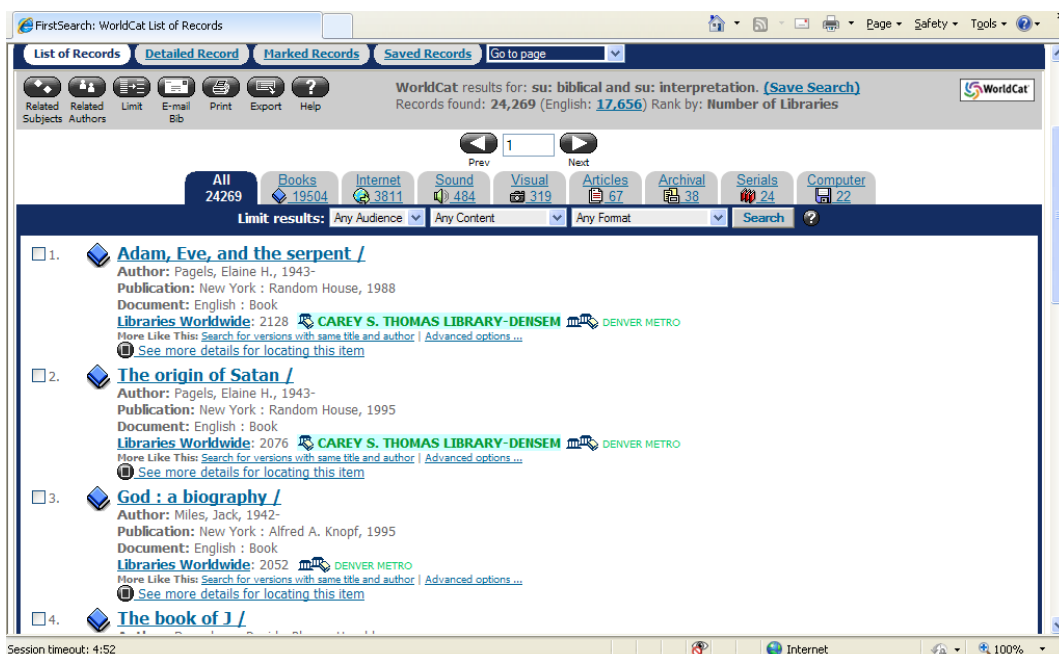 FirstSearch: WorldCat List of Records
Page Safety Tools
List of Records Detailed Record Marked Records Saved Records Go to page
Related Subjects Related Authors Limit E-mail Bib Print Export Help
WorldCat results for: su: biblical and su: interpretation. (Save Search)
Records found: 24,269 (English: 17,656) Rank by: Number of Libraries
WorldCat
1
Prev Next
All Books Internet Sound Visual Articles Archival Serials Computer
24269 19504 3811 484 319 67 38 24 22
Limit results: Any Audience Any Content Any Format Search ?
1. Adam, Eve, and the serpent /
Author: Pagels, Elaine H., 1943-
Publication: New York : Random House, 1988
Document: English : Book
Libraries Worldwide: 2128 CAREY S. THOMAS LIBRARY-DENSEM DENVER METRO
More Like This: Search for versions with same title and author | Advanced options ...
See more details for locating this item
2. The origin of Satan /
Author: Pagels, Elaine H., 1943-
Publication: New York : Random House, 1995
Document: English : Book
Libraries Worldwide: 2076 CAREY S. THOMAS LIBRARY-DENSEM DENVER METRO
More Like This: Search for versions with same title and author | Advanced options ...
See more details for locating this item
3. God : a biography /
Author: Miles, Jack, 1942-
Publication: New York : Alfred A. Knopf, 1995
Document: English : Book
Libraries Worldwide: 2052 DENVER METRO
More Like This: Search for versions with same title and author | Advanced options ...
See more details for locating this item
4. The book of J /
Session timeout: 4:52 Internet 100%